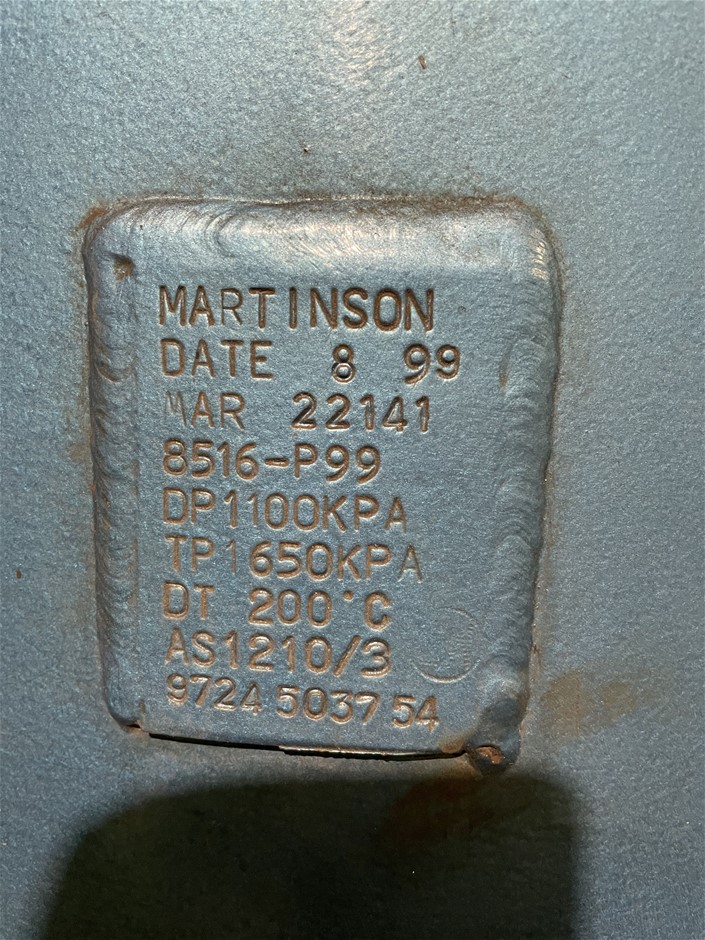 MARTINSON
DATE 8 99
MAR 22141
8516-P99
DP1100KPA
TP1650KPA
DT 200°C
AS1210/3
9724 5037 54